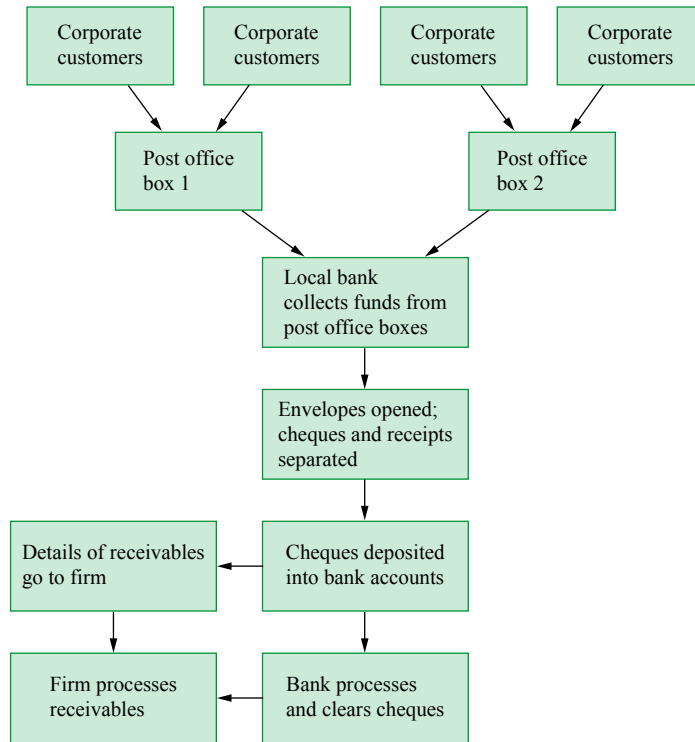 Corporate
customers
Corporate
customers
Corporate
customers
Corporate
customers
Post office
box 1
Post office
box 2
Local bank
collects funds from
post office boxes
Envelopes opened;
cheques and receipts
separated
Details of receivables
go to firm
Cheques deposited
into bank accounts
Firm processes
receivables
Bank processes
and clears cheques